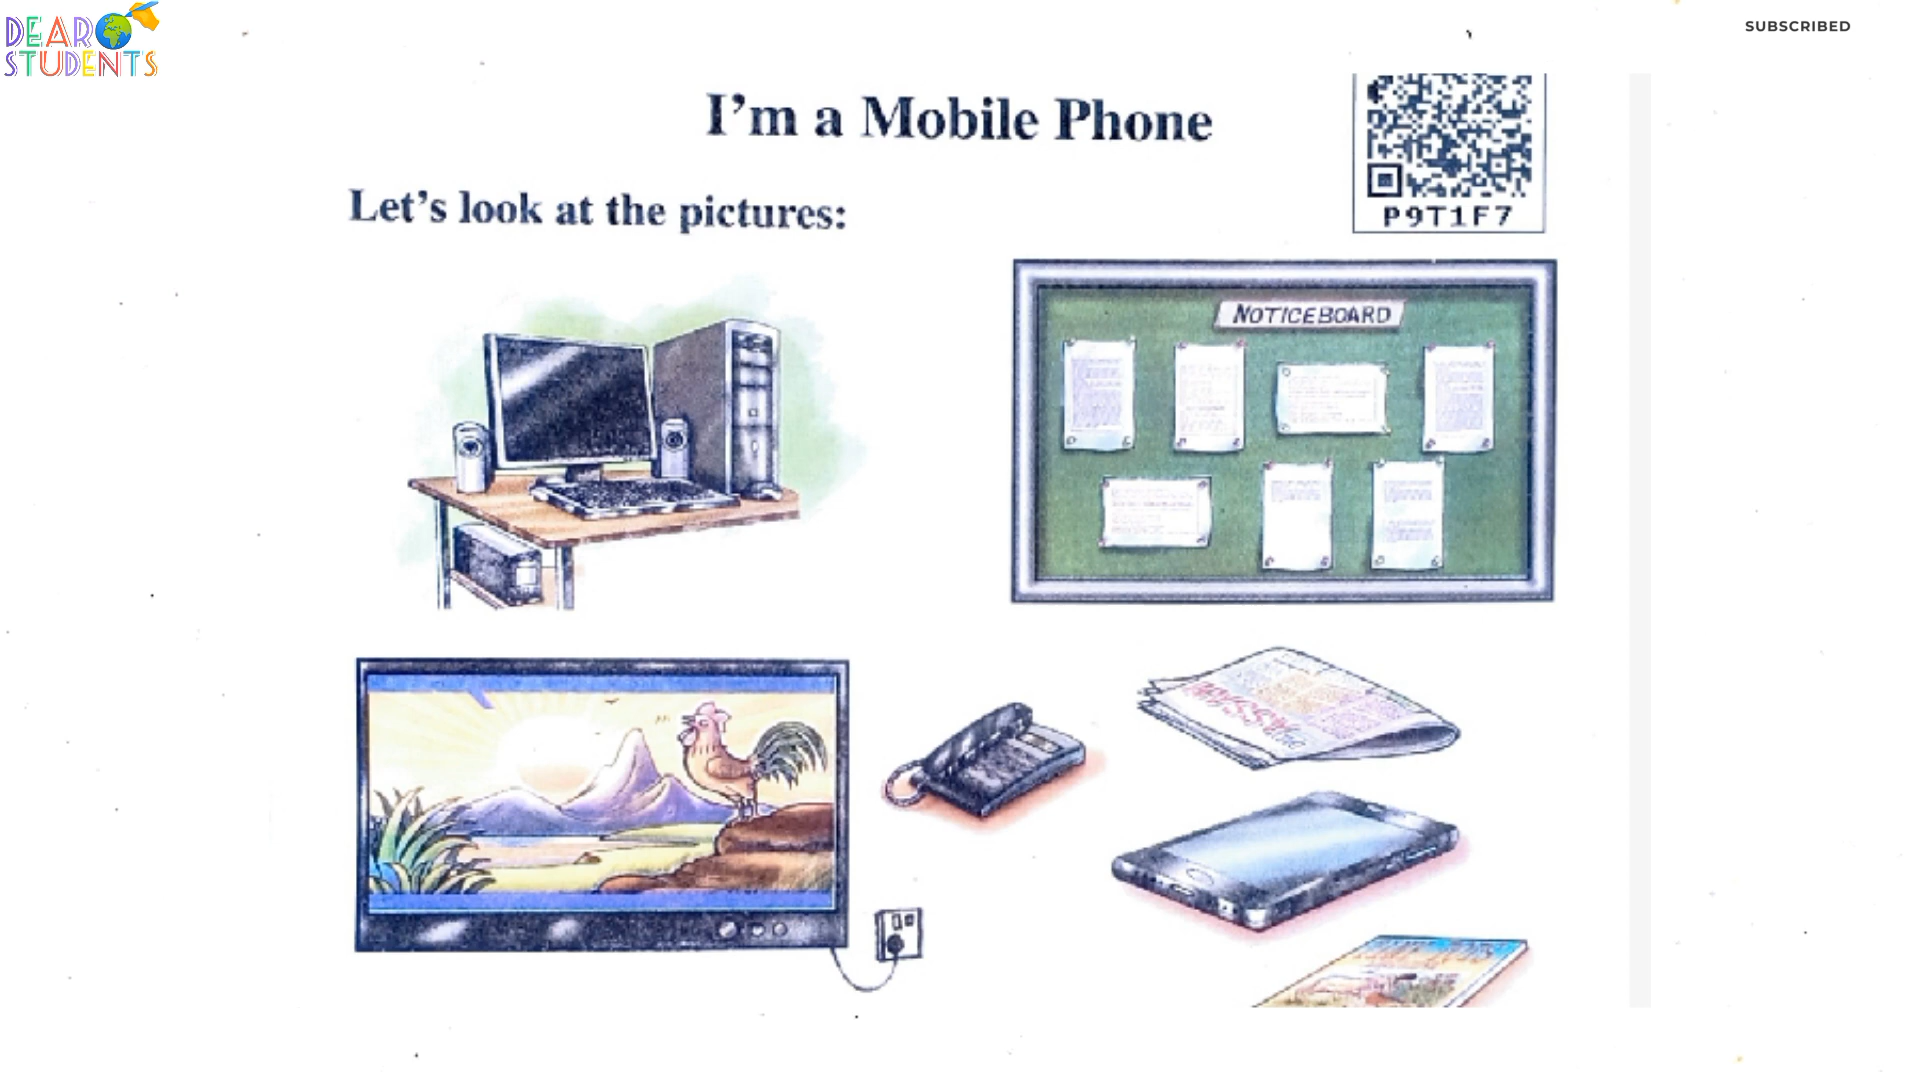 DEAR
STUDENTS
SUBSCRIBED
I'm a Mobile Phone
P9T1F7
Let's look at the pictures:
NOTICEBOARD